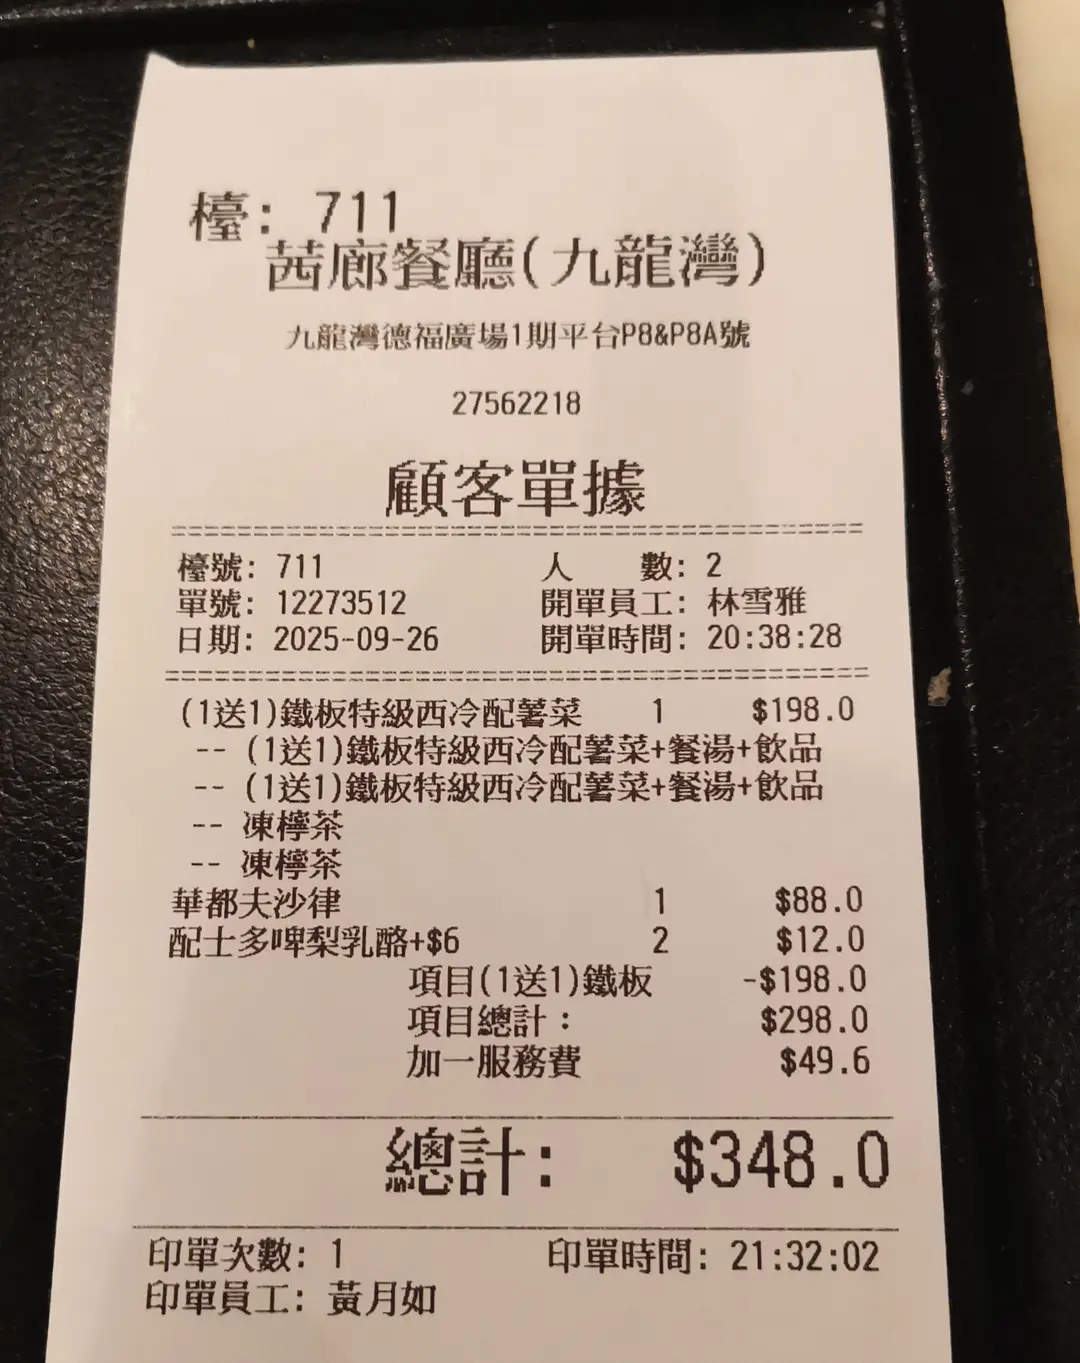 檯: 711
茜廊餐廳(九龍灣)
九龍灣德福廣場1期平台P8&P8A號
27562218
顧客單據
檯號: 711 人 數: 2
單號: 12273512 開單員工: 林雪雅
日期: 2025-09-26 開單時間: 20:38:28
(1送1)鐵板特級西冷配薯菜 1 $198.0
-- (1送1)鐵板特級西冷配薯菜+餐湯+飲品
-- (1送1)鐵板特級西冷配薯菜+餐湯+飲品
-- 凍檸茶
-- 凍檸茶
華都夫沙律 1 $88.0
配士多啤梨乳酪+$6 2 $12.0
項目(1送1)鐵板 -$198.0
項目總計: $298.0
加一服務費 $49.6
總計: $348.0
印單次數: 1 印單時間: 21:32:02
印單員工: 黃月如